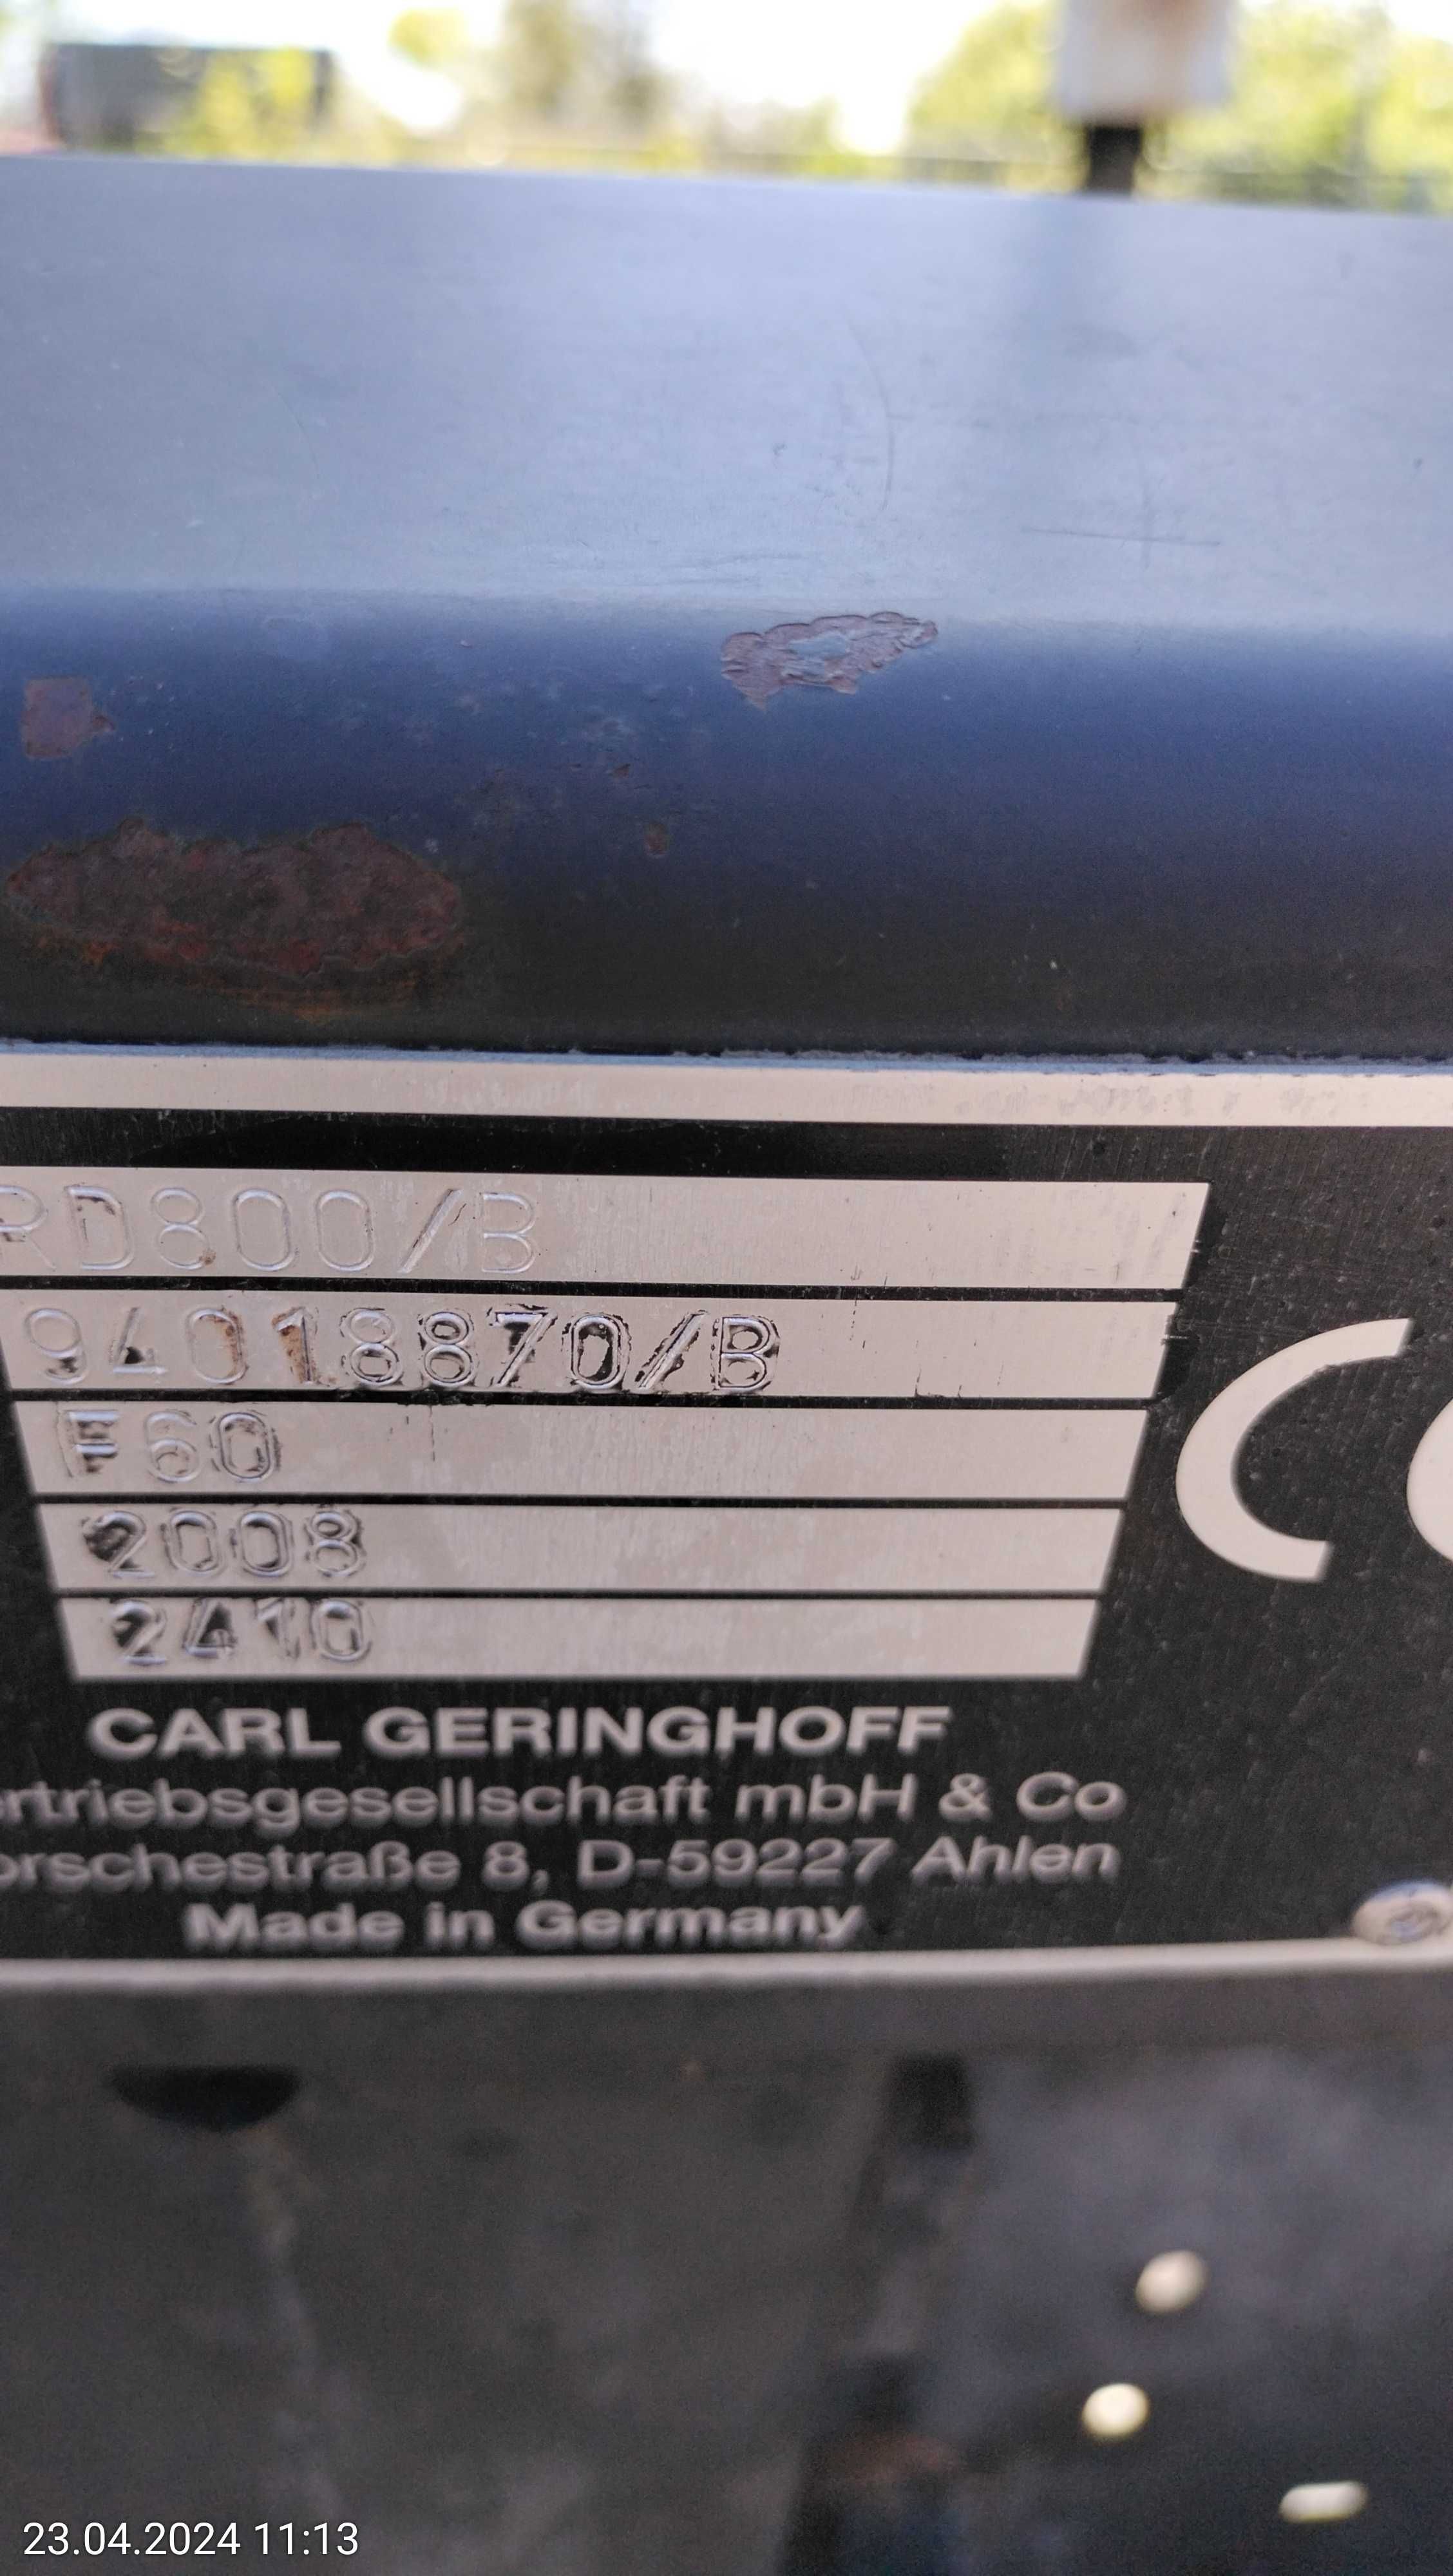 RD800/B
94018870/B
F60
2008
2410
CE
CARL GERINGHOFF
ertriebsgesellschaft mbH & Co
orschestraße 8, D-59227 Ahlen
Made in Germany
23.04.2024 11:13